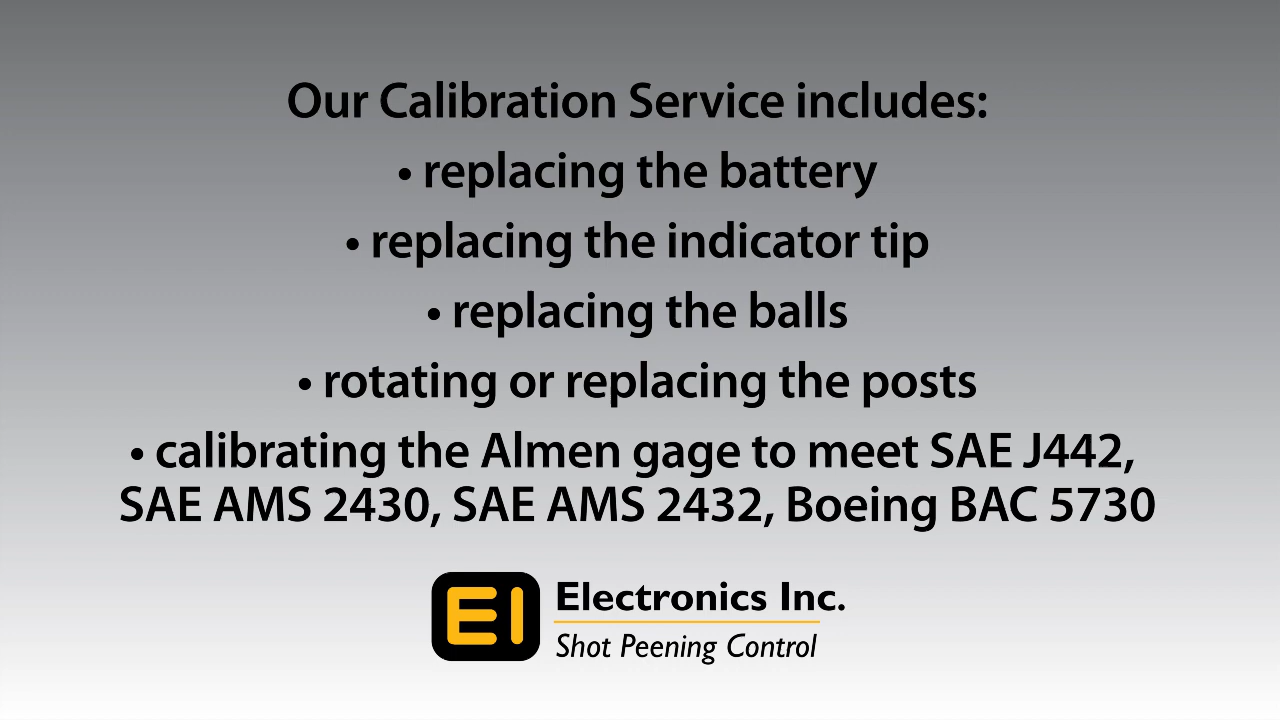 Our Calibration Service includes:
• replacing the battery
• replacing the indicator tip
• replacing the balls
• rotating or replacing the posts
• calibrating the Almen gage to meet SAE J442,
SAE AMS 2430, SAE AMS 2432, Boeing BAC 5730
EI
Electronics Inc.
Shot Peening Control